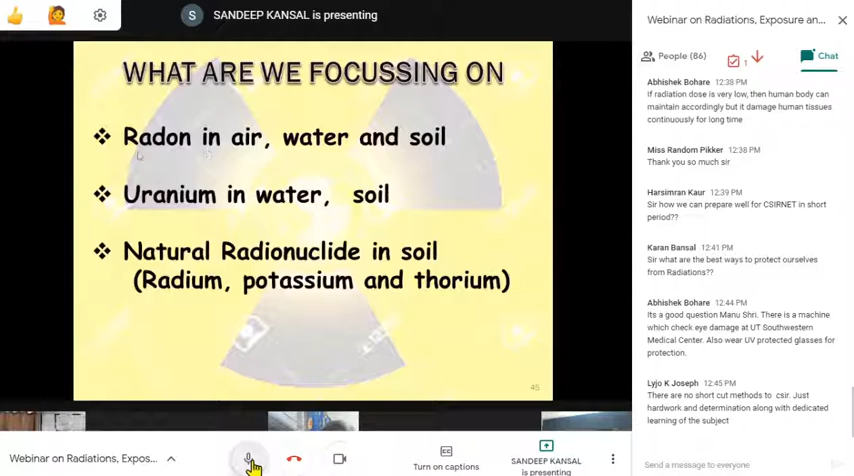 S SANDEEP KANSAL is presenting
WHAT ARE WE FOCUSSING ON
Radon in air, water and soil
Uranium in water, soil
Natural Radionuclide in soil
(Radium, potassium and thorium)
45
Webinar on Radiations, Exposure an...
People (86)
1
Chat
Abhishek Bohare 12:38 PM
If radiation dose is very low, then human body can
maintain accordingly but it damage human tissues
continuously for long time
Miss Random Pikker 12:38 PM
Thank you so much sir
Harsimran Kaur 12:39 PM
Sir how we can prepare well for CSIRNET in short
period??
Karan Bansal 12:41 PM
Sir what are the best ways to protect ourselves
from Radiations??
Abhishek Bohare 12:44 PM
Its a good question Manu Shri. There is a machine
which check eye damage at UT Southwestern
Medical Center. Also wear UV protected glasses for
protection.
Lyjo K Joseph 12:45 PM
There are no short cut methods to csir. Just
hardwork and determination along with dedicated
learning of the subject
Send a message to everyone
Webinar on Radiations, Expos...
Turn on captions
SANDEEP KANSAL
is presenting